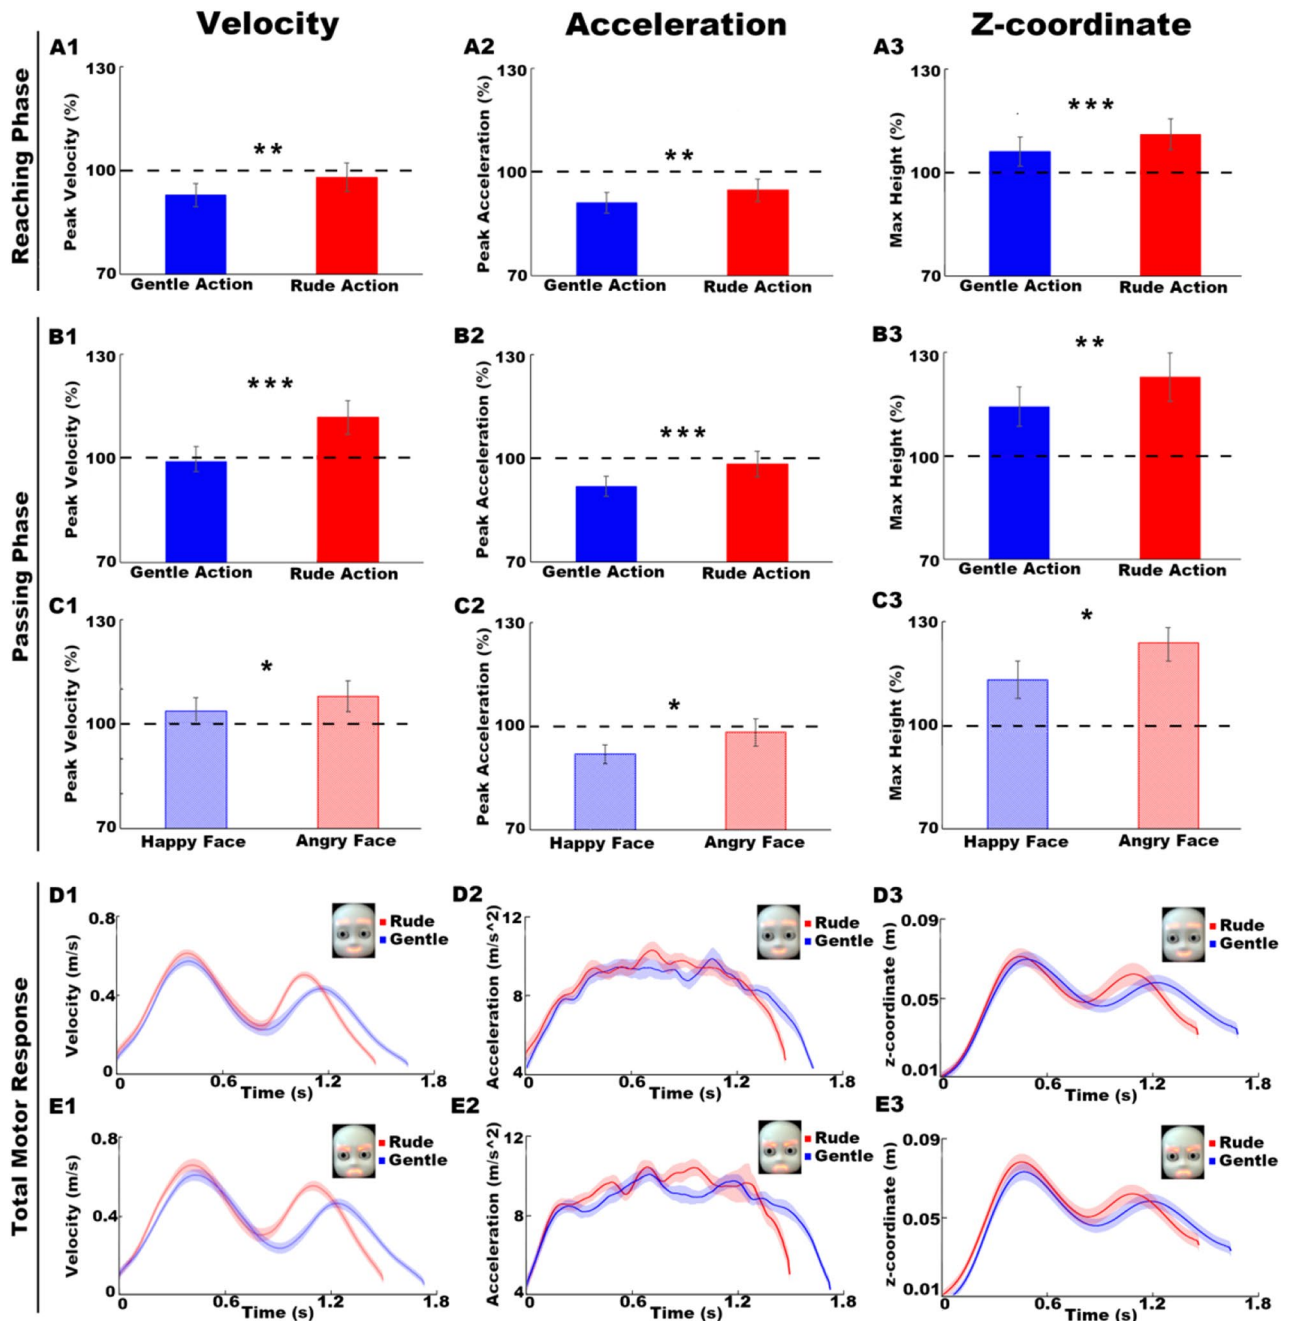 Velocity
Acceleration
Z-coordinate
Reaching Phase
A1
130
100
70
Peak Velocity (%)
**
Gentle Action
Rude Action
A2
130
100
70
Peak Acceleration (%)
**
Gentle Action
Rude Action
A3
130
100
70
Max Height (%)
***
Gentle Action
Rude Action
Passing Phase
B1
130
100
70
Peak Velocity (%)
***
Gentle Action
Rude Action
B2
130
100
70
Peak Acceleration (%)
***
Gentle Action
Rude Action
B3
130
100
70
Max Height (%)
**
Gentle Action
Rude Action
C1
130
100
70
Peak Velocity (%)
*
Happy Face
Angry Face
C2
130
100
70
Peak Acceleration (%)
*
Happy Face
Angry Face
C3
130
100
70
Max Height (%)
*
Happy Face
Angry Face
Total Motor Response
D1
0.8
0.4
0
Velocity (m/s)
Rude
Gentle
0
0.6
1.2
1.8
Time (s)
D2
12
8
4
Acceleration (m/s^2)
Rude
Gentle
0
0.6
1.2
1.8
Time (s)
D3
0.09
0.05
0.01
z-coordinate (m)
Rude
Gentle
0
0.6
1.2
1.8
Time (s)
E1
0.8
0.4
0
Velocity (m/s)
Rude
Gentle
0
0.6
1.2
1.8
Time (s)
E2
12
8
4
Acceleration (m/s^2)
Rude
Gentle
0
0.6
1.2
1.8
Time (s)
E3
0.09
0.05
0.01
z-coordinate (m)
Rude
Gentle
0
0.6
1.2
1.8
Time (s)